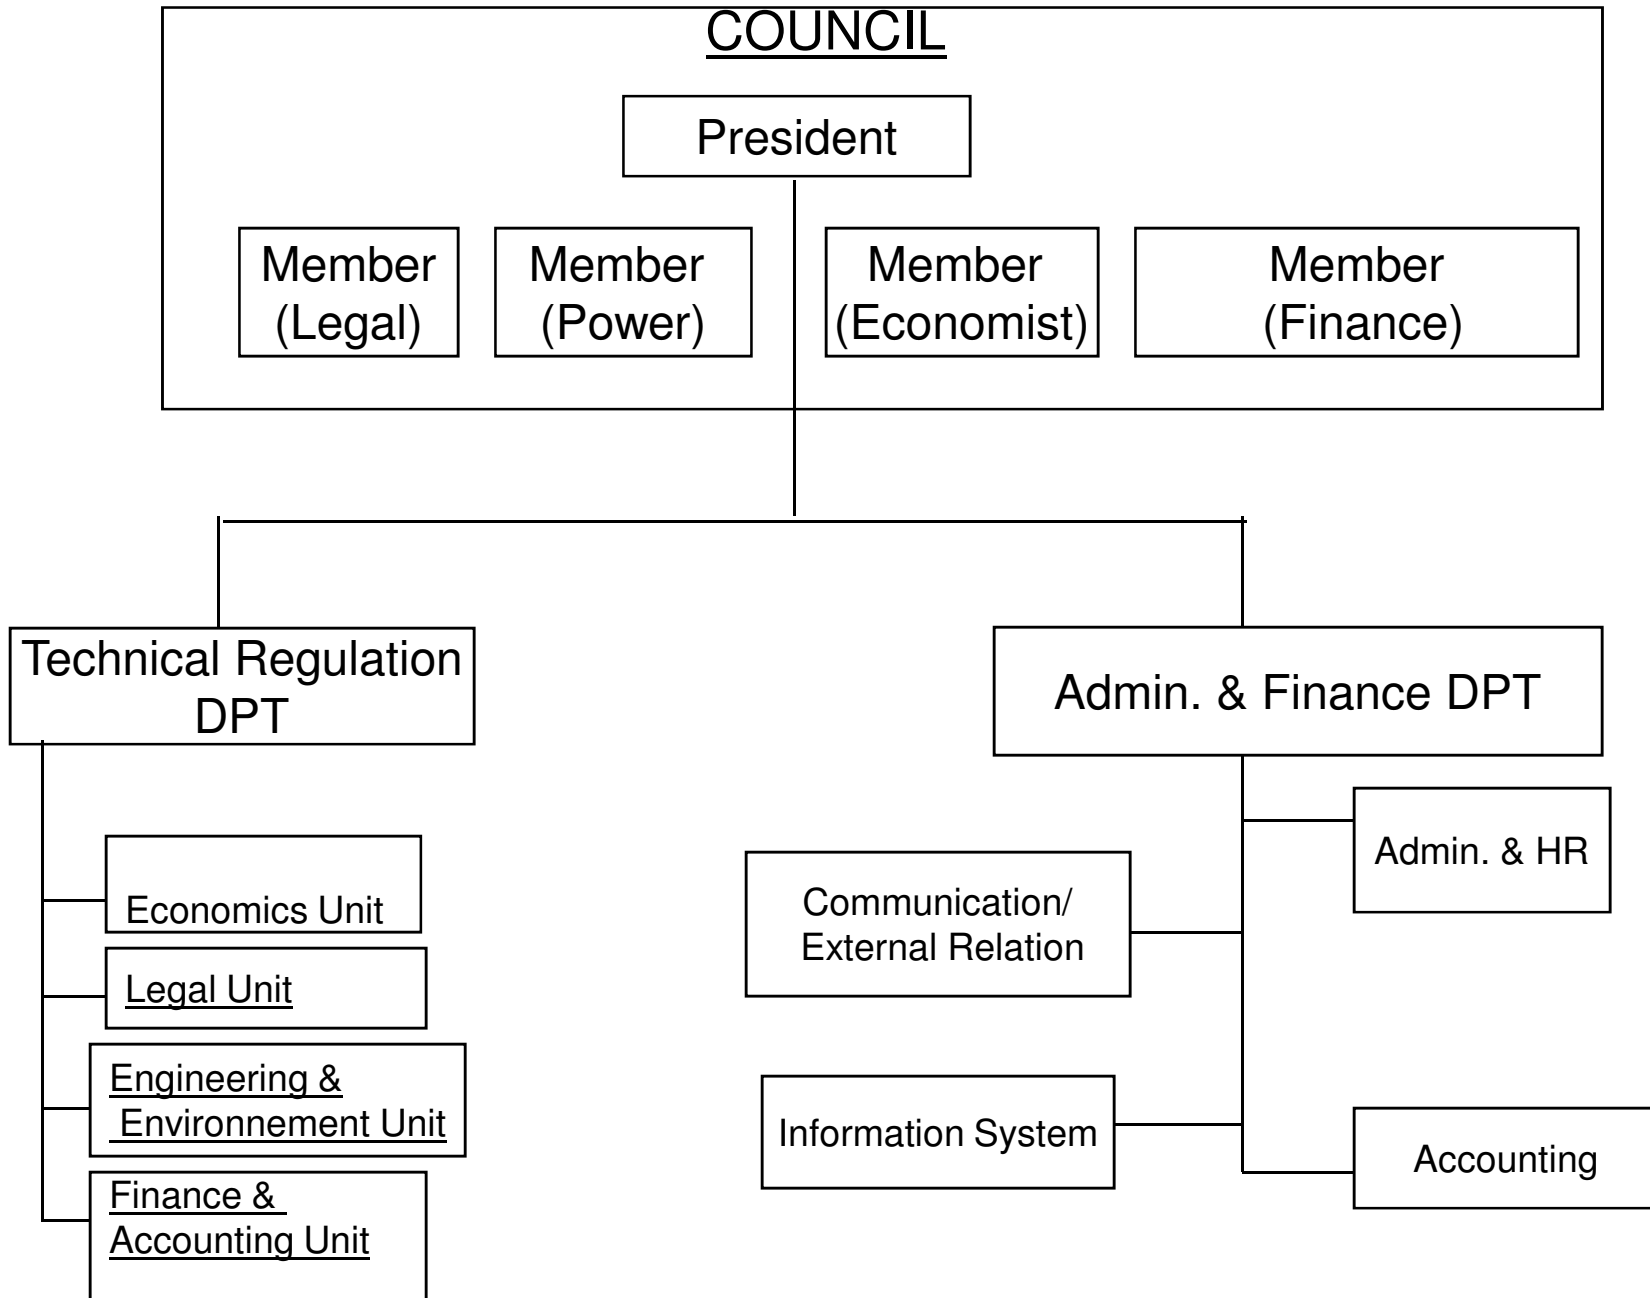 COUNCIL
President
Member
(Legal)
Member
(Power)
Member
(Economist)
Member
(Finance)
Technical Regulation
DPT
Economics Unit
Legal Unit
Engineering &
Environnement Unit
Finance &
Accounting Unit
Admin. & Finance DPT
Admin. & HR
Communication/
External Relation
Information System
Accounting